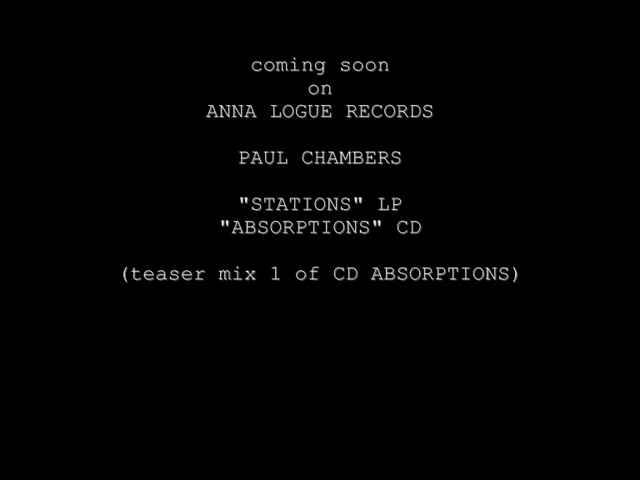 coming soon
on
ANNA LOGUE RECORDS
PAUL CHAMBERS
"STATIONS" LP
"ABSORPTIONS" CD
(teaser mix 1 of CD ABSORPTIONS)